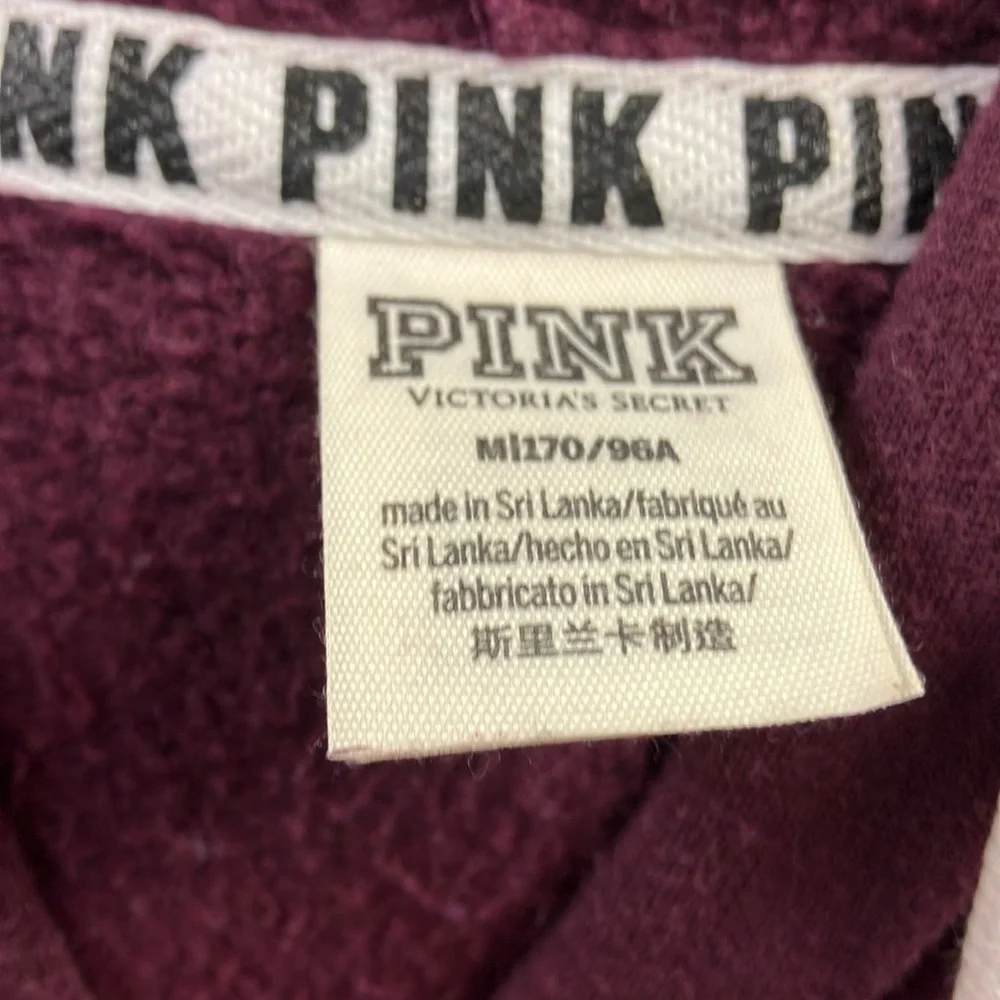 NK PINK PIN
PINK
VICTORIA'S SECRET
M|170/96A
made in Sri Lanka/fabriqué au
Sri Lanka/hecho en Sri Lanka/
fabbricato in Sri Lanka/
斯里兰卡制造